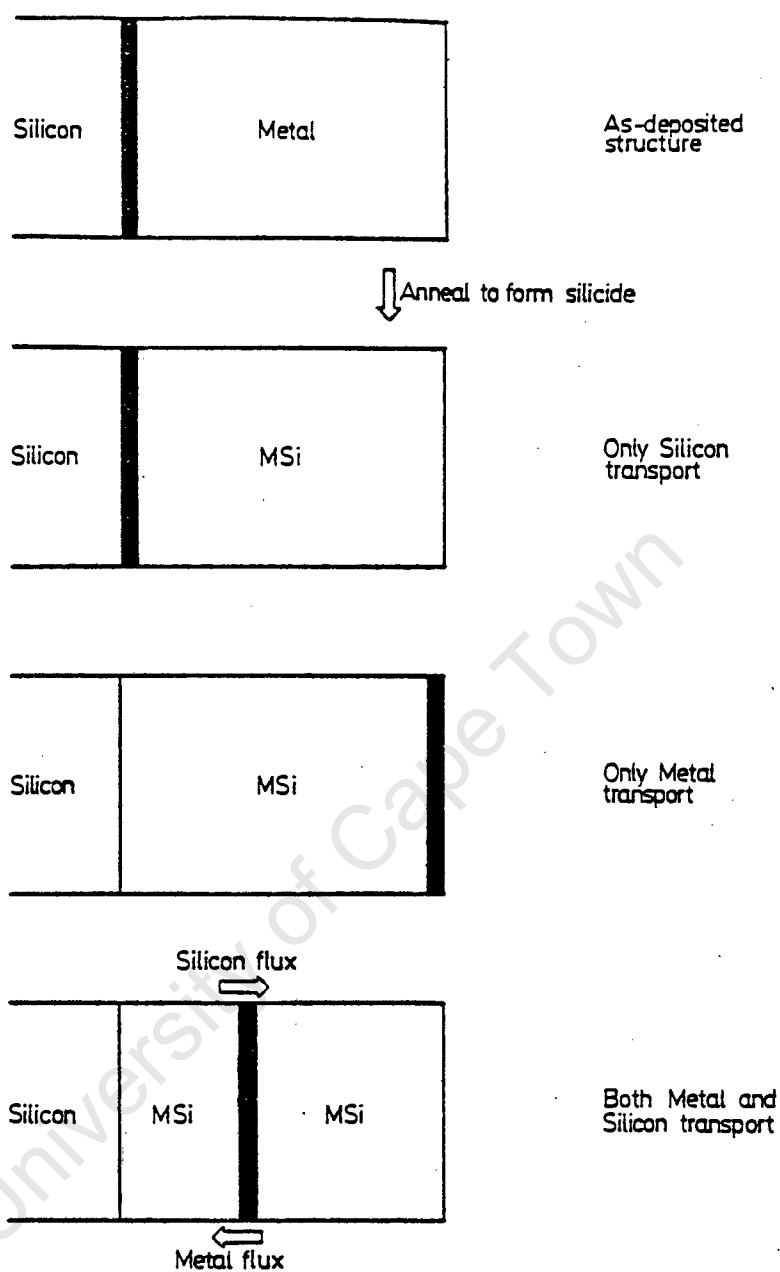 Silicon
Metal
As-deposited
structure
Anneal to form silicide
Silicon
MSi
Only Silicon
transport
Silicon
MSi
Only Metal
transport
Silicon flux
Silicon
MSi
MSi
Both Metal and
Silicon transport
Metal flux
University of Cape Town